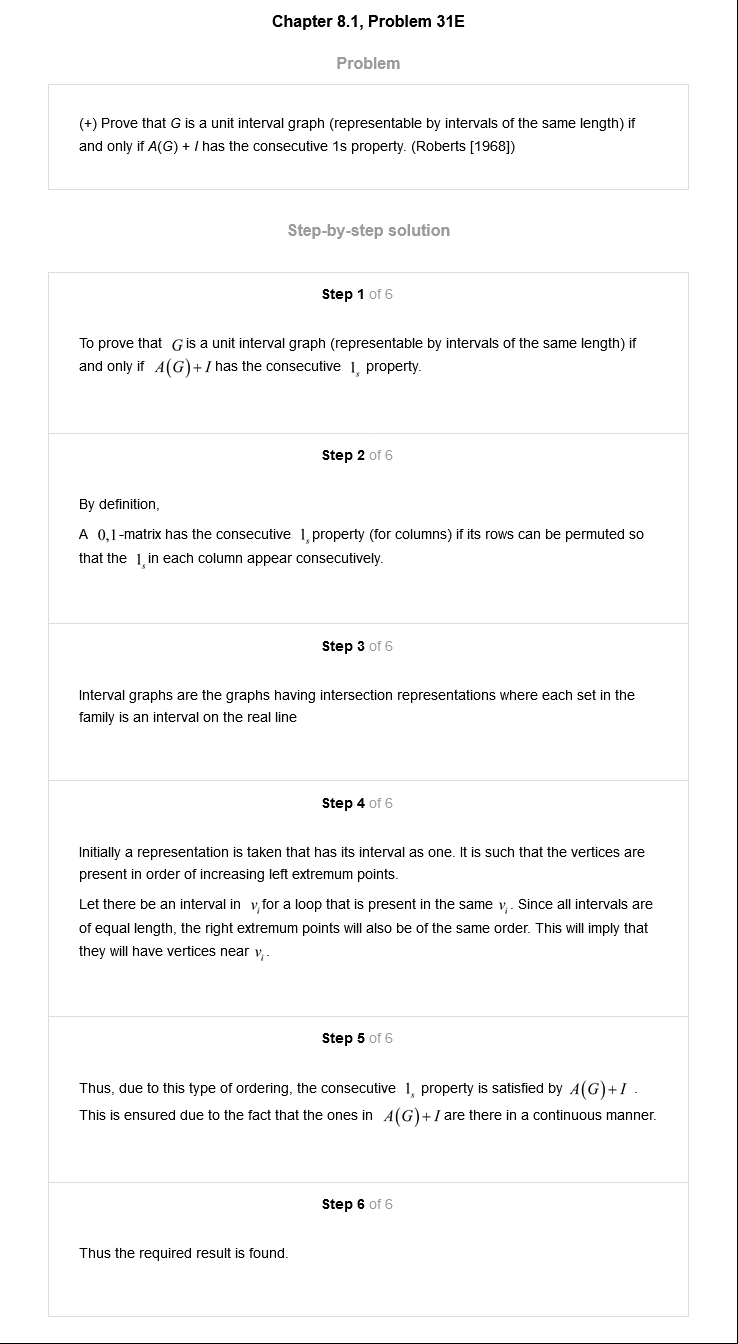 Chapter 8.1, Problem 31E
Problem
(+) Prove that G is a unit interval graph (representable by intervals of the same length) if
and only if A(G) + I has the consecutive 1s property. (Roberts [1968])
Step-by-step solution
Step 1 of 6
To prove that G is a unit interval graph (representable by intervals of the same length) if
and only if A(G)+I has the consecutive 1ₛ property.
Step 2 of 6
By definition,
A 0,1-matrix has the consecutive 1ₛ property (for columns) if its rows can be permuted so
that the 1ₛ in each column appear consecutively.
Step 3 of 6
Interval graphs are the graphs having intersection representations where each set in the
family is an interval on the real line
Step 4 of 6
Initially a representation is taken that has its interval as one. It is such that the vertices are
present in order of increasing left extremum points.
Let there be an interval in vᵢ for a loop that is present in the same vᵢ. Since all intervals are
of equal length, the right extremum points will also be of the same order. This will imply that
they will have vertices near vᵢ.
Step 5 of 6
Thus, due to this type of ordering, the consecutive 1ₛ property is satisfied by A(G)+I .
This is ensured due to the fact that the ones in A(G)+I are there in a continuous manner.
Step 6 of 6
Thus the required result is found.